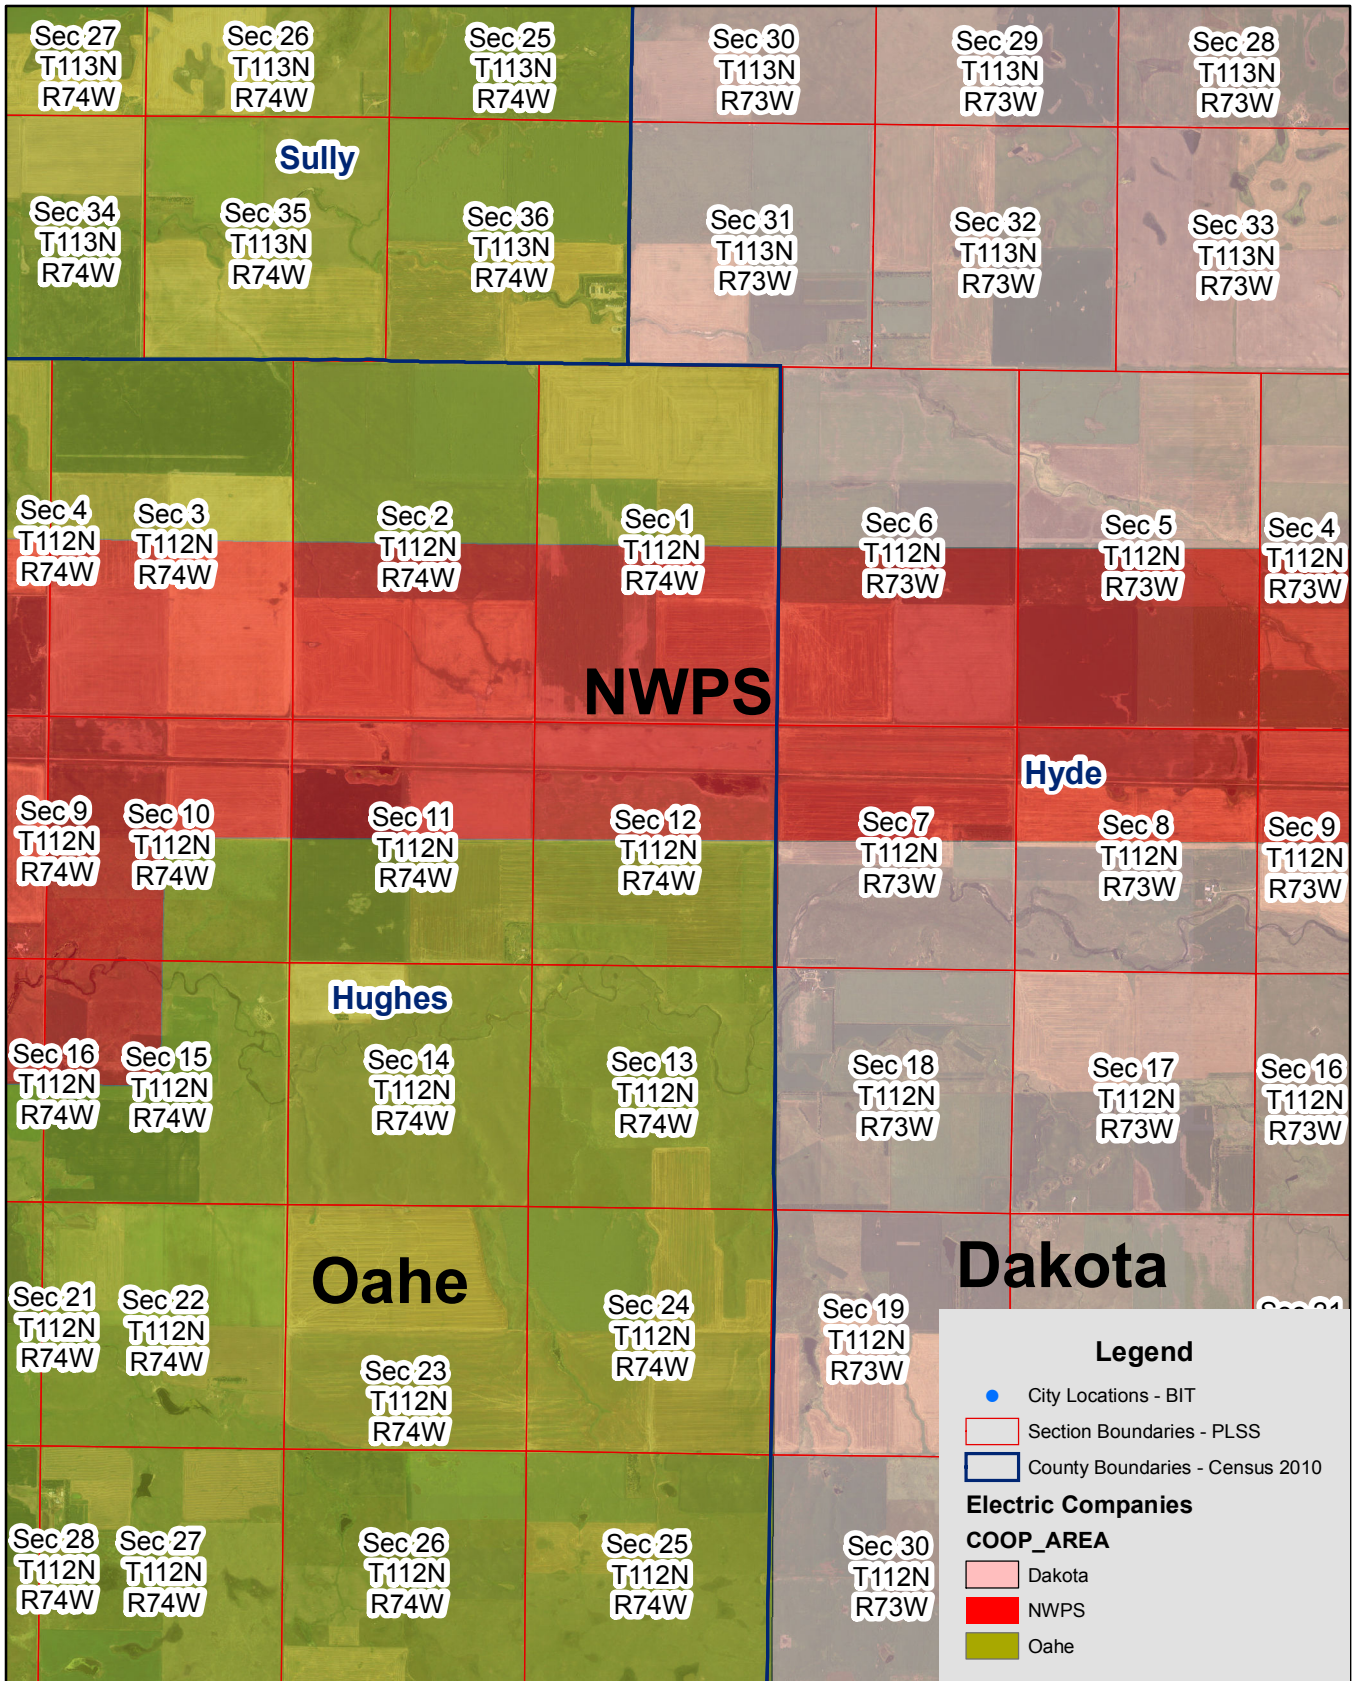 Sec 27
T113N
R74W
Sec 26
T113N
R74W
Sec 25
T113N
R74W
Sec 30
T113N
R73W
Sec 29
T113N
R73W
Sec 28
T113N
R73W
Sully
Sec 34
T113N
R74W
Sec 35
T113N
R74W
Sec 36
T113N
R74W
Sec 31
T113N
R73W
Sec 32
T113N
R73W
Sec 33
T113N
R73W
Sec 4
T112N
R74W
Sec 3
T112N
R74W
Sec 2
T112N
R74W
Sec 1
T112N
R74W
Sec 6
T112N
R73W
Sec 5
T112N
R73W
Sec 4
T112N
R73W
NWPS
Hyde
Sec 9
T112N
R74W
Sec 10
T112N
R74W
Sec 11
T112N
R74W
Sec 12
T112N
R74W
Sec 7
T112N
R73W
Sec 8
T112N
R73W
Sec 9
T112N
R73W
Hughes
Sec 16
T112N
R74W
Sec 15
T112N
R74W
Sec 14
T112N
R74W
Sec 13
T112N
R74W
Sec 18
T112N
R73W
Sec 17
T112N
R73W
Sec 16
T112N
R73W
Oahe
Dakota
Sec 21
T112N
R74W
Sec 22
T112N
R74W
Sec 23
T112N
R74W
Sec 24
T112N
R74W
Sec 19
T112N
R73W
Sec 21
Sec 28
T112N
R74W
Sec 27
T112N
R74W
Sec 26
T112N
R74W
Sec 25
T112N
R74W
Sec 30
T112N
R73W
Legend
City Locations - BIT
Section Boundaries - PLSS
County Boundaries - Census 2010
Electric Companies
COOP_AREA
Dakota
NWPS
Oahe